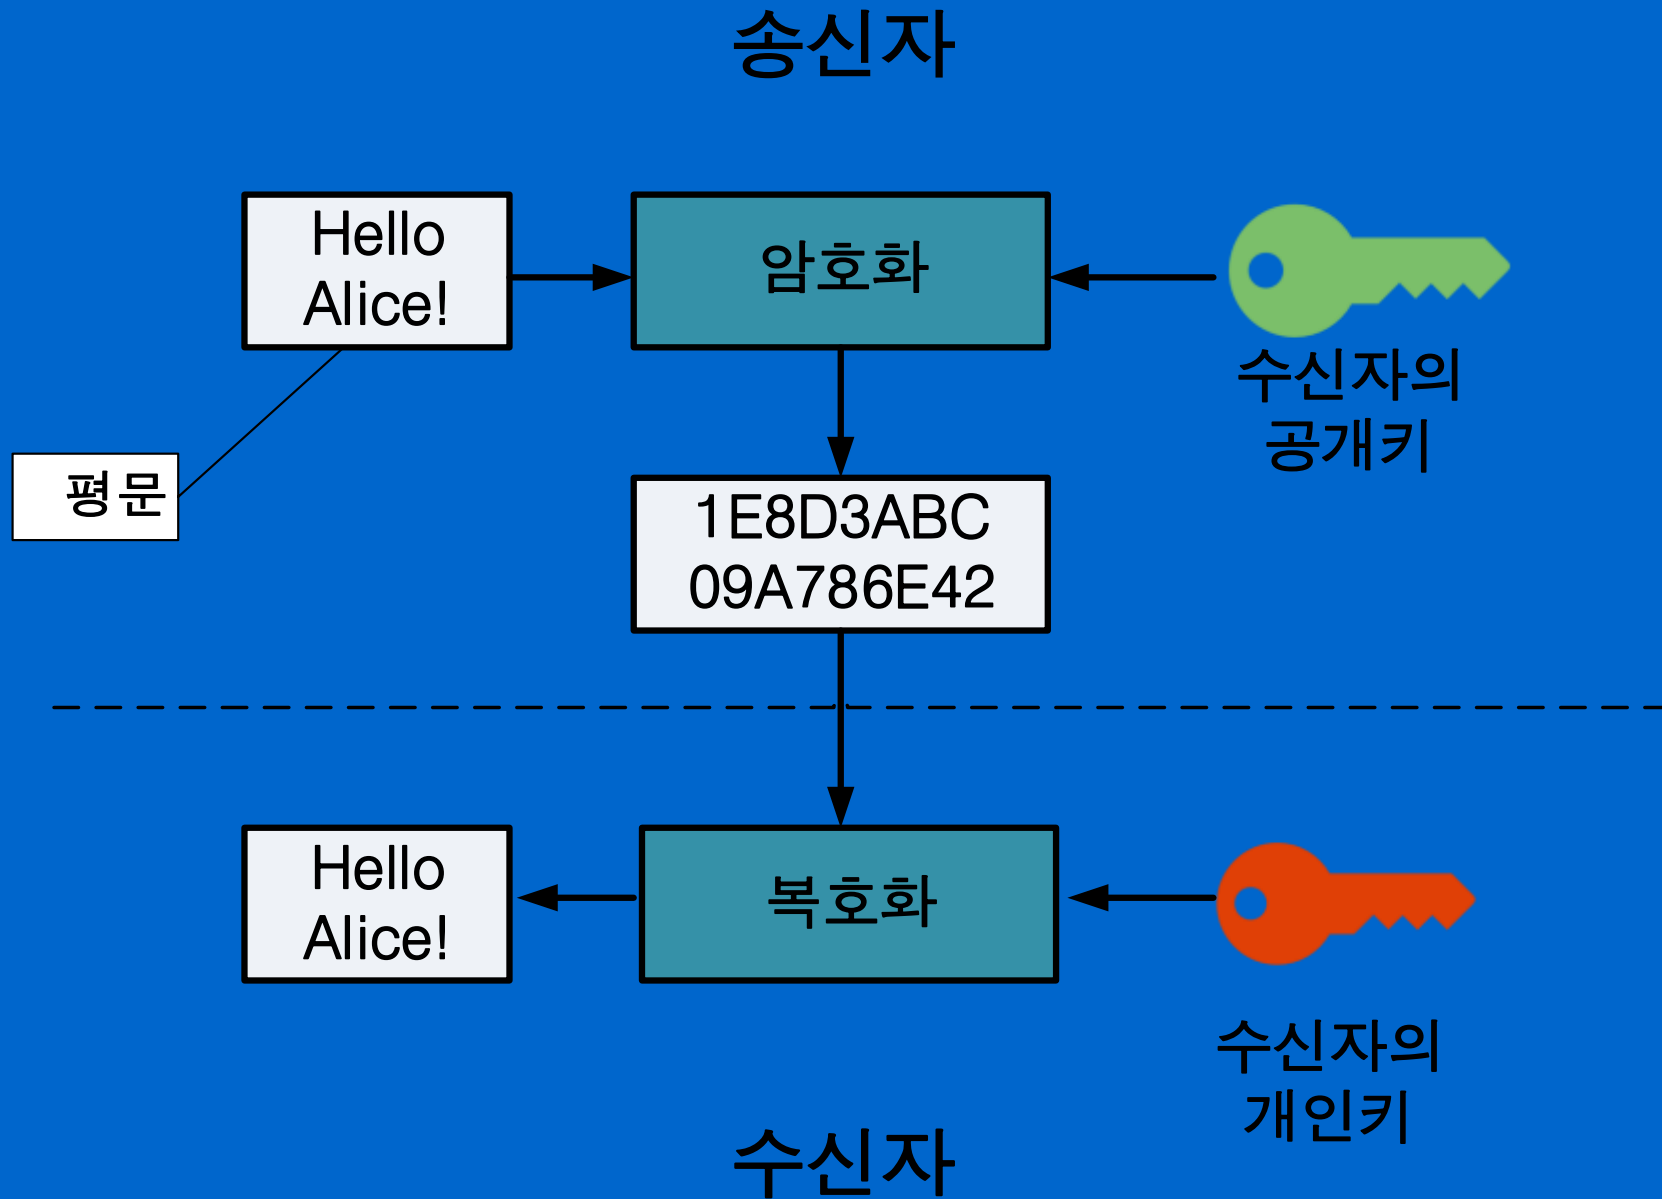 송신자
Hello
Alice!
암호화
수신자의
공개키
평문
1E8D3ABC
09A786E42
Hello
Alice!
복호화
수신자의
개인키
수신자